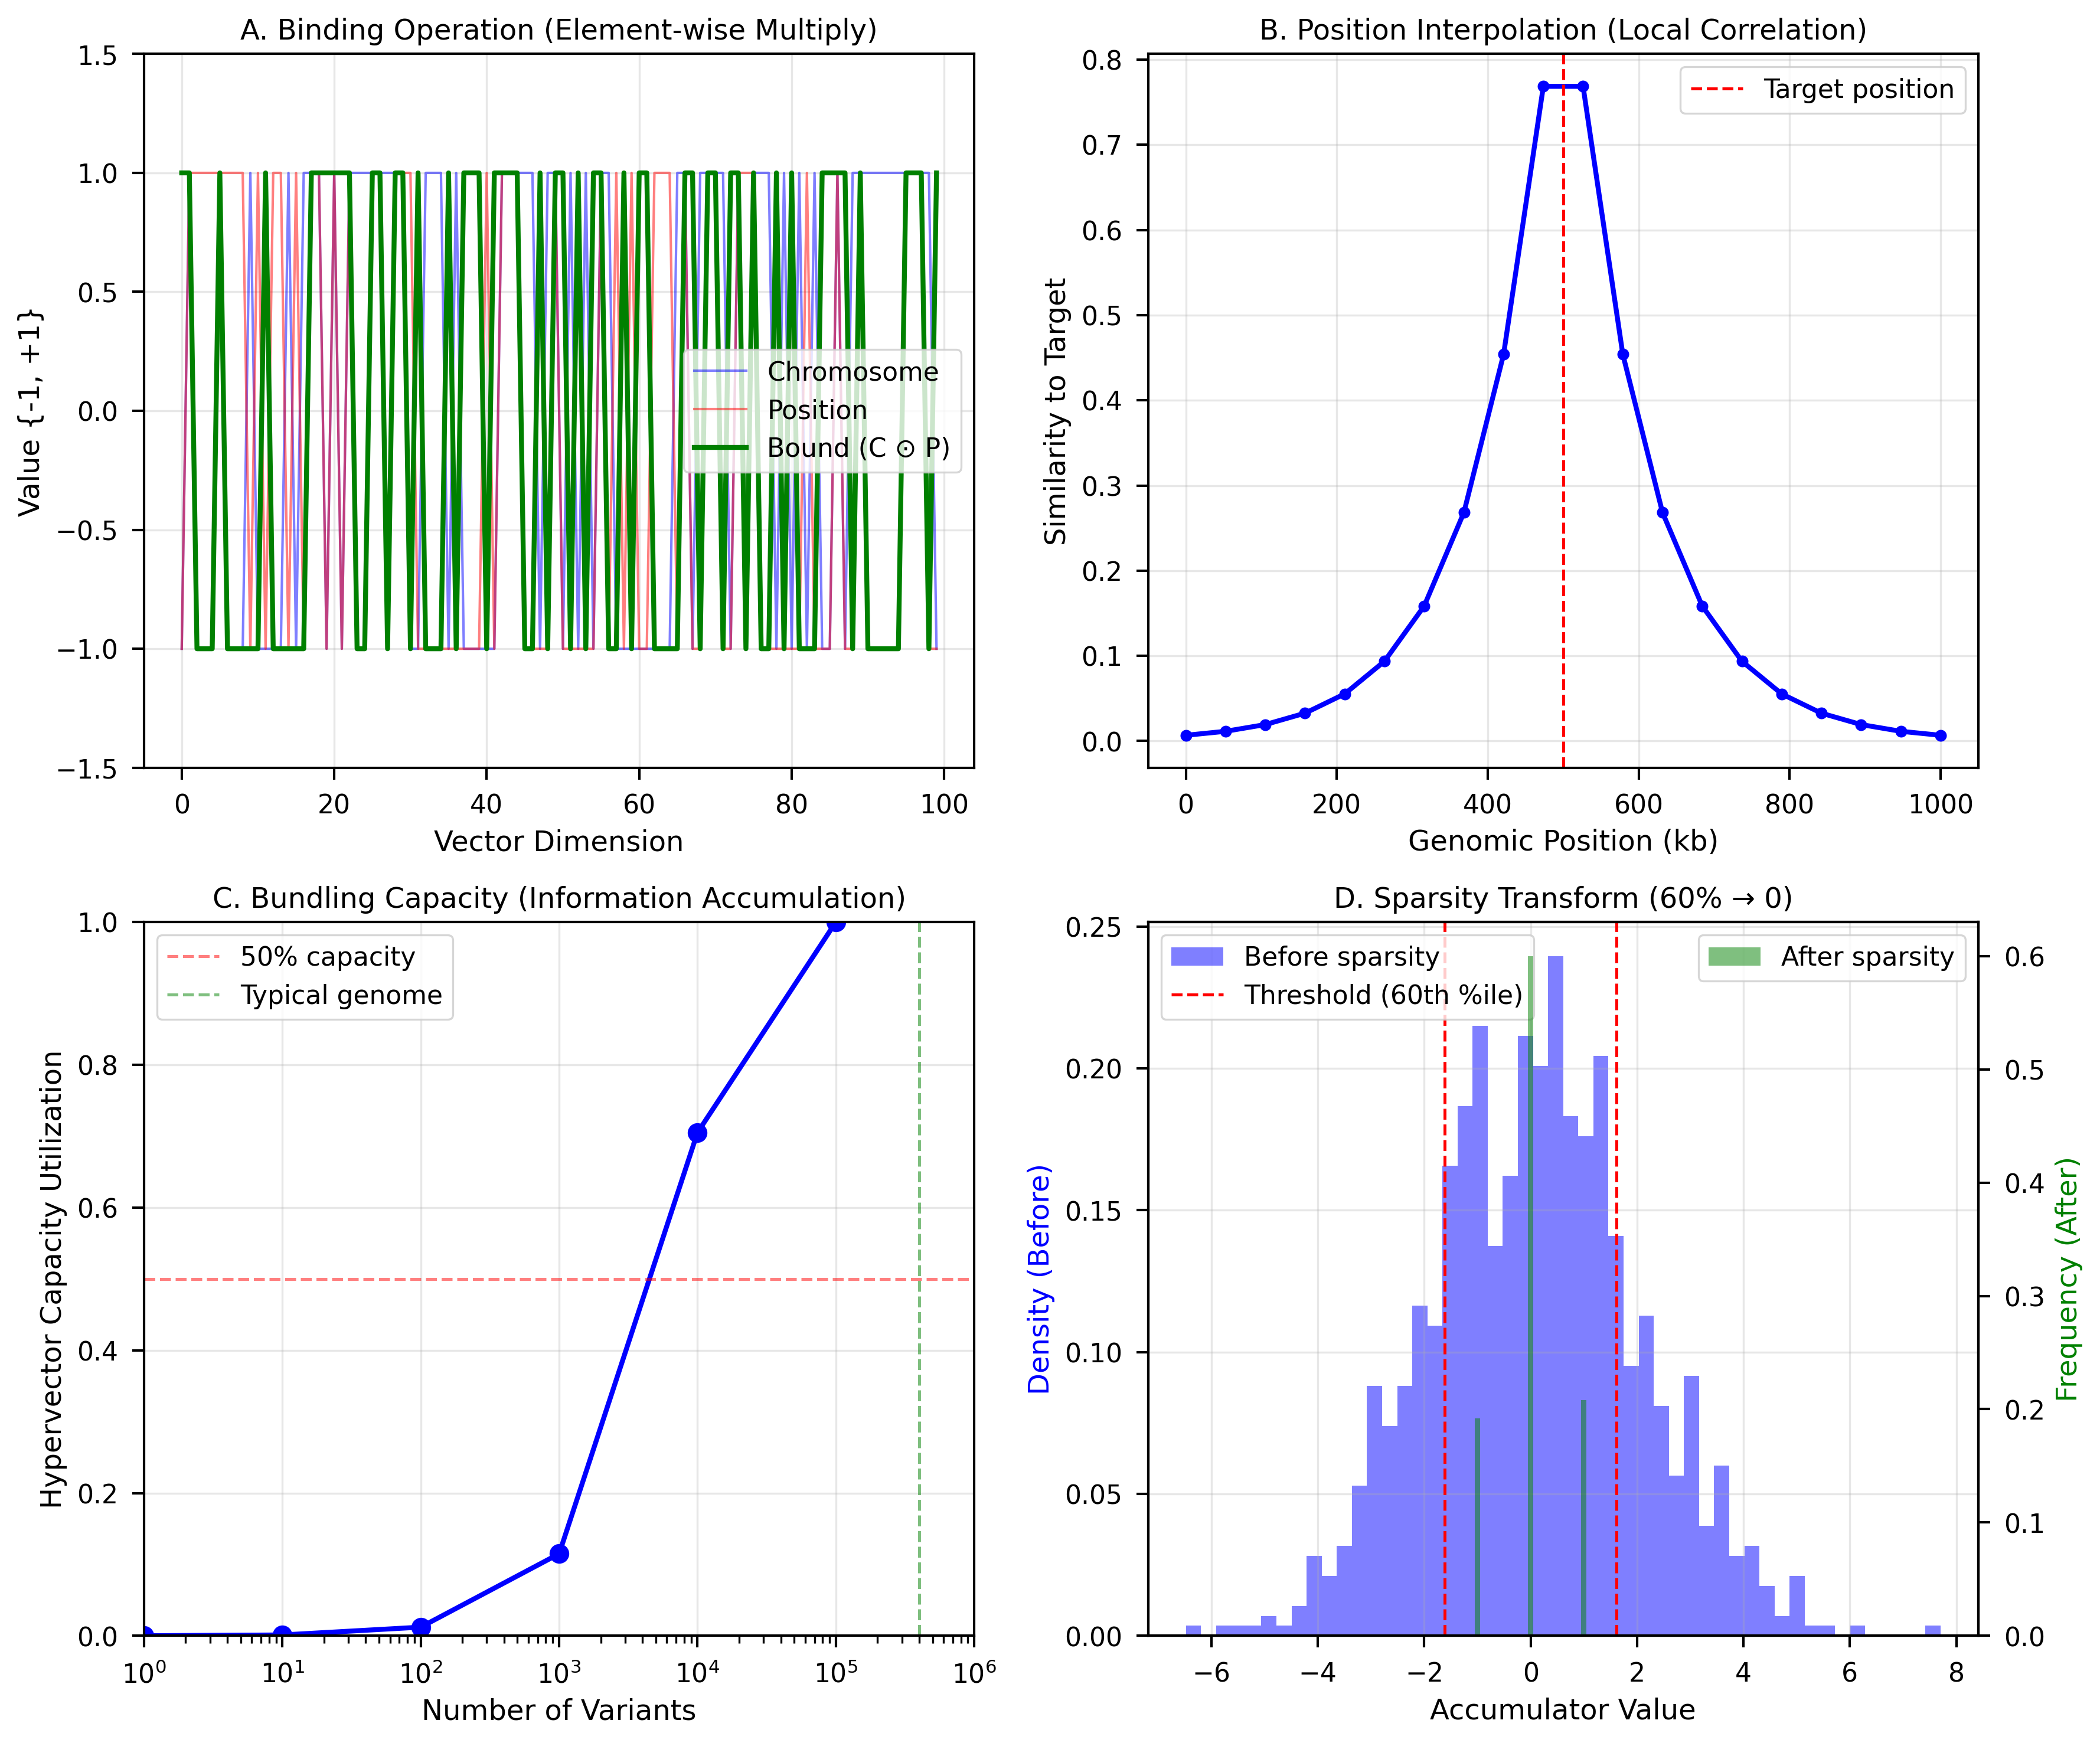 A. Binding Operation (Element-wise Multiply)
1.5
1.0
0.5
0.0
−0.5
−1.0
−1.5
Value {-1, +1}
Chromosome
Position
Bound (C ⊙ P)
0 20 40 60 80 100
Vector Dimension
B. Position Interpolation (Local Correlation)
0.8
0.7
0.6
0.5
0.4
0.3
0.2
0.1
0.0
Similarity to Target
Target position
0 200 400 600 800 1000
Genomic Position (kb)
C. Bundling Capacity (Information Accumulation)
1.0
0.8
0.6
0.4
0.2
0.0
Hypervector Capacity Utilization
50% capacity
Typical genome
10⁰ 10¹ 10² 10³ 10⁴ 10⁵ 10⁶
Number of Variants
D. Sparsity Transform (60% → 0)
0.25
0.20
0.15
0.10
0.05
0.00
Density (Before)
Before sparsity
Threshold (60th %ile)
After sparsity
0.6
0.5
0.4
0.3
0.2
0.1
0.0
Frequency (After)
−6 −4 −2 0 2 4 6 8
Accumulator Value